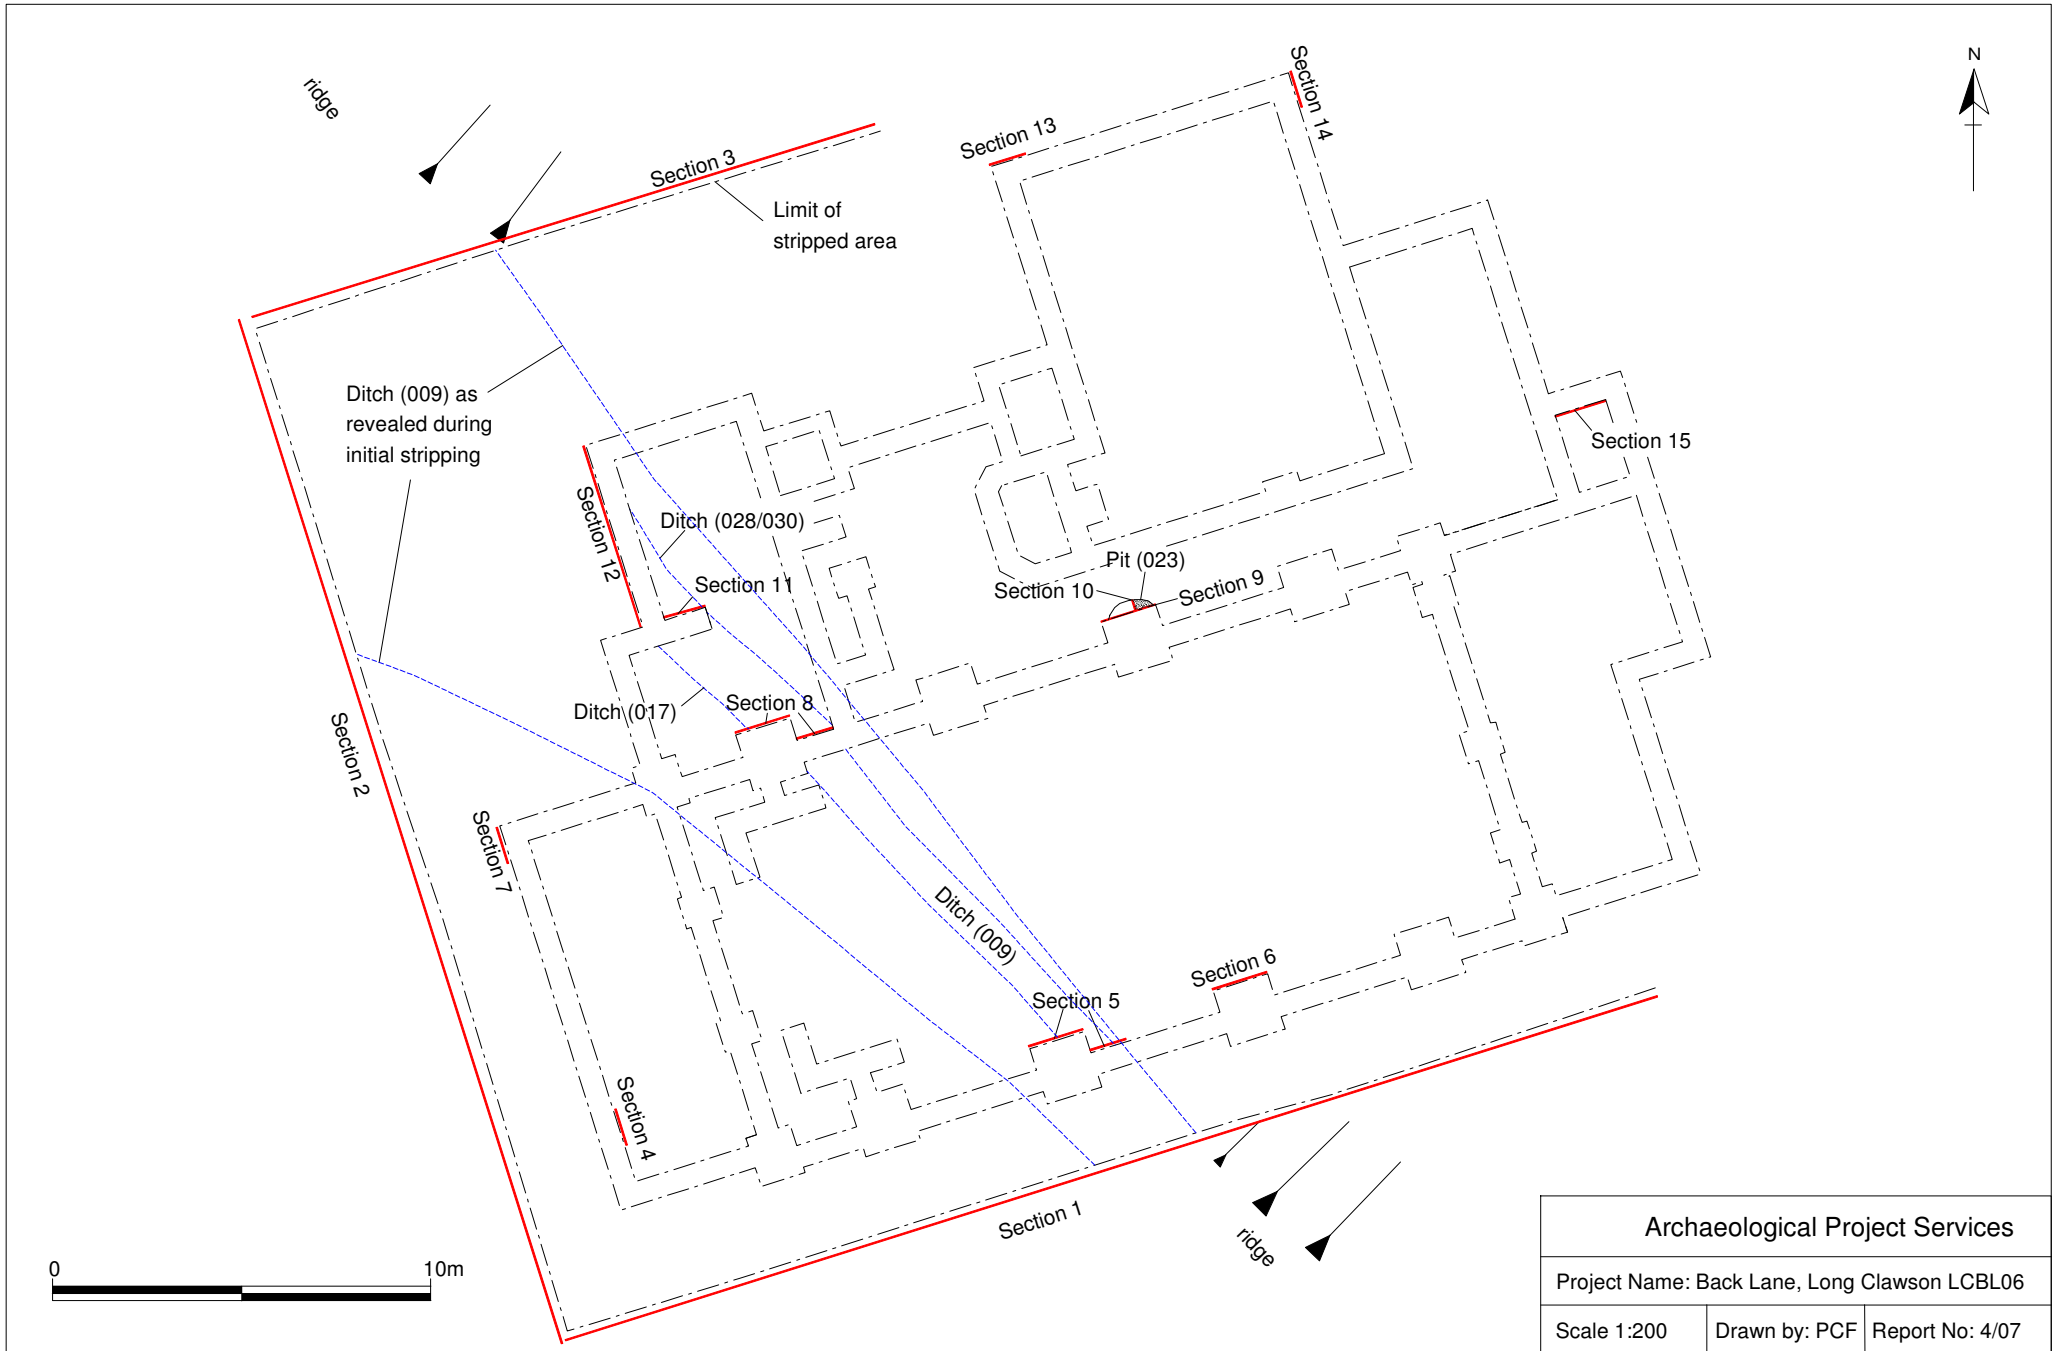 ridge
N
Section 14
Section 13
Section 3
Limit of
stripped area
Ditch (009) as
revealed during
initial stripping
Section 15
Section 12
Ditch (028/030)
Pit (023)
Section 11
Section 10
Section 9
Section 8
Ditch (017)
Section 2
Section 7
Ditch (009)
Section 6
Section 5
Section 4
Section 1
ridge
0
10m
Archaeological Project Services
Project Name: Back Lane, Long Clawson LCBL06
Scale 1:200
Drawn by: PCF
Report No: 4/07